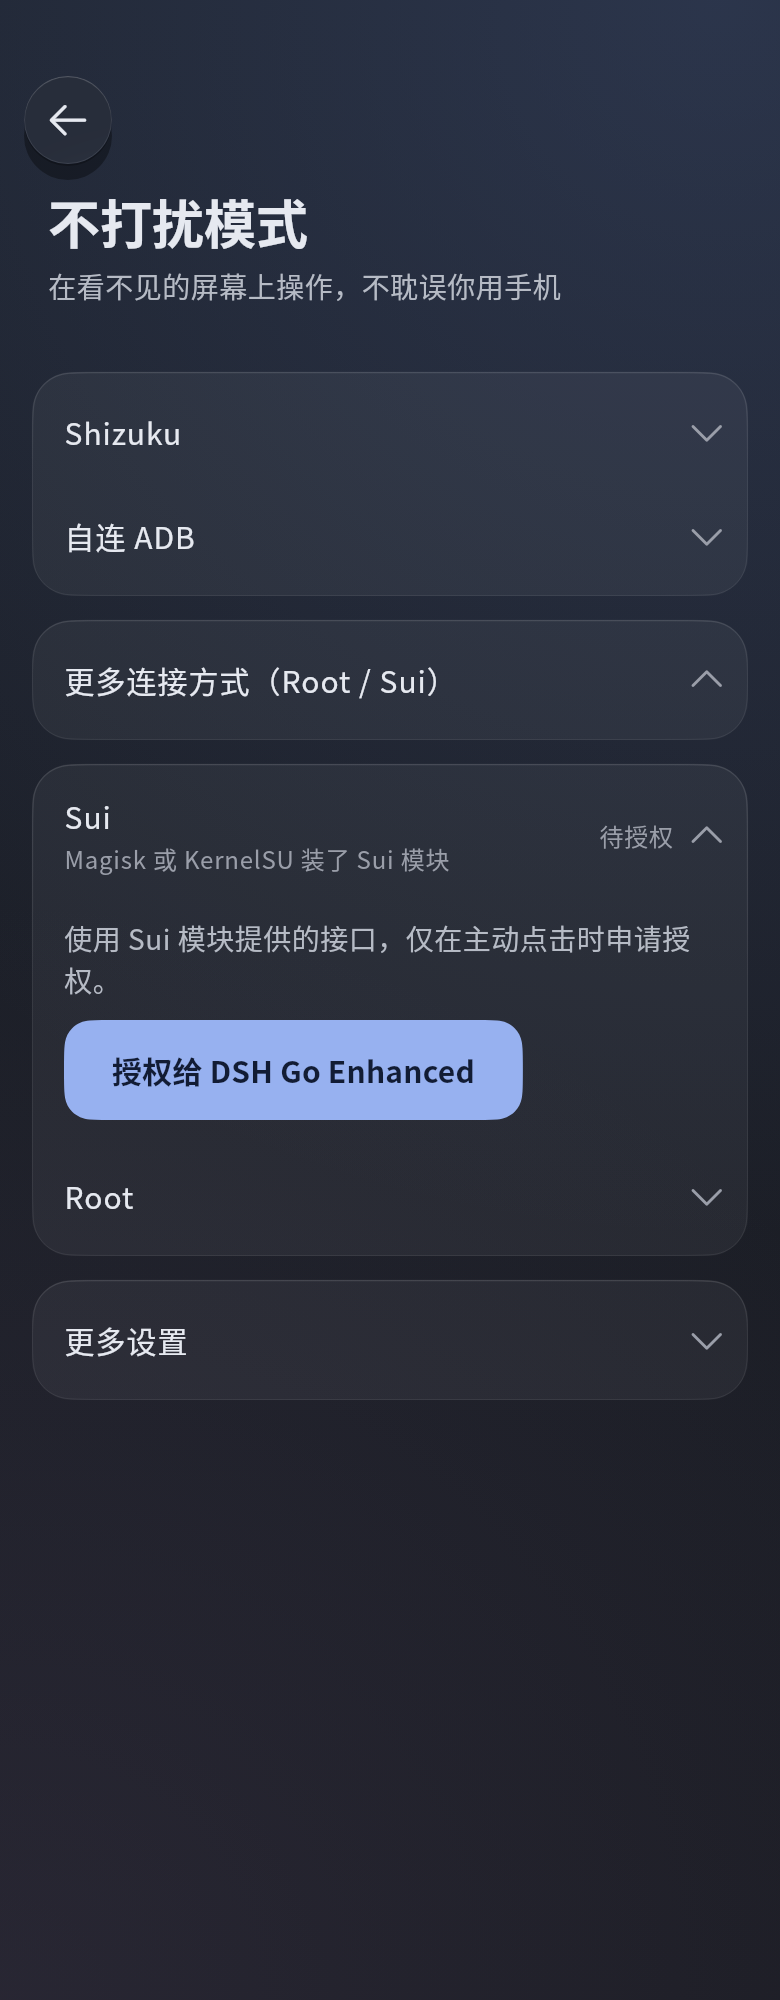 不打扰模式
在看不见的屏幕上操作，不耽误你用手机
Shizuku
自连 ADB
更多连接方式（Root / Sui）
Sui
Magisk 或 KernelSU 装了 Sui 模块
待授权
使用 Sui 模块提供的接口，仅在主动点击时申请授
权。
授权给 DSH Go Enhanced
Root
更多设置